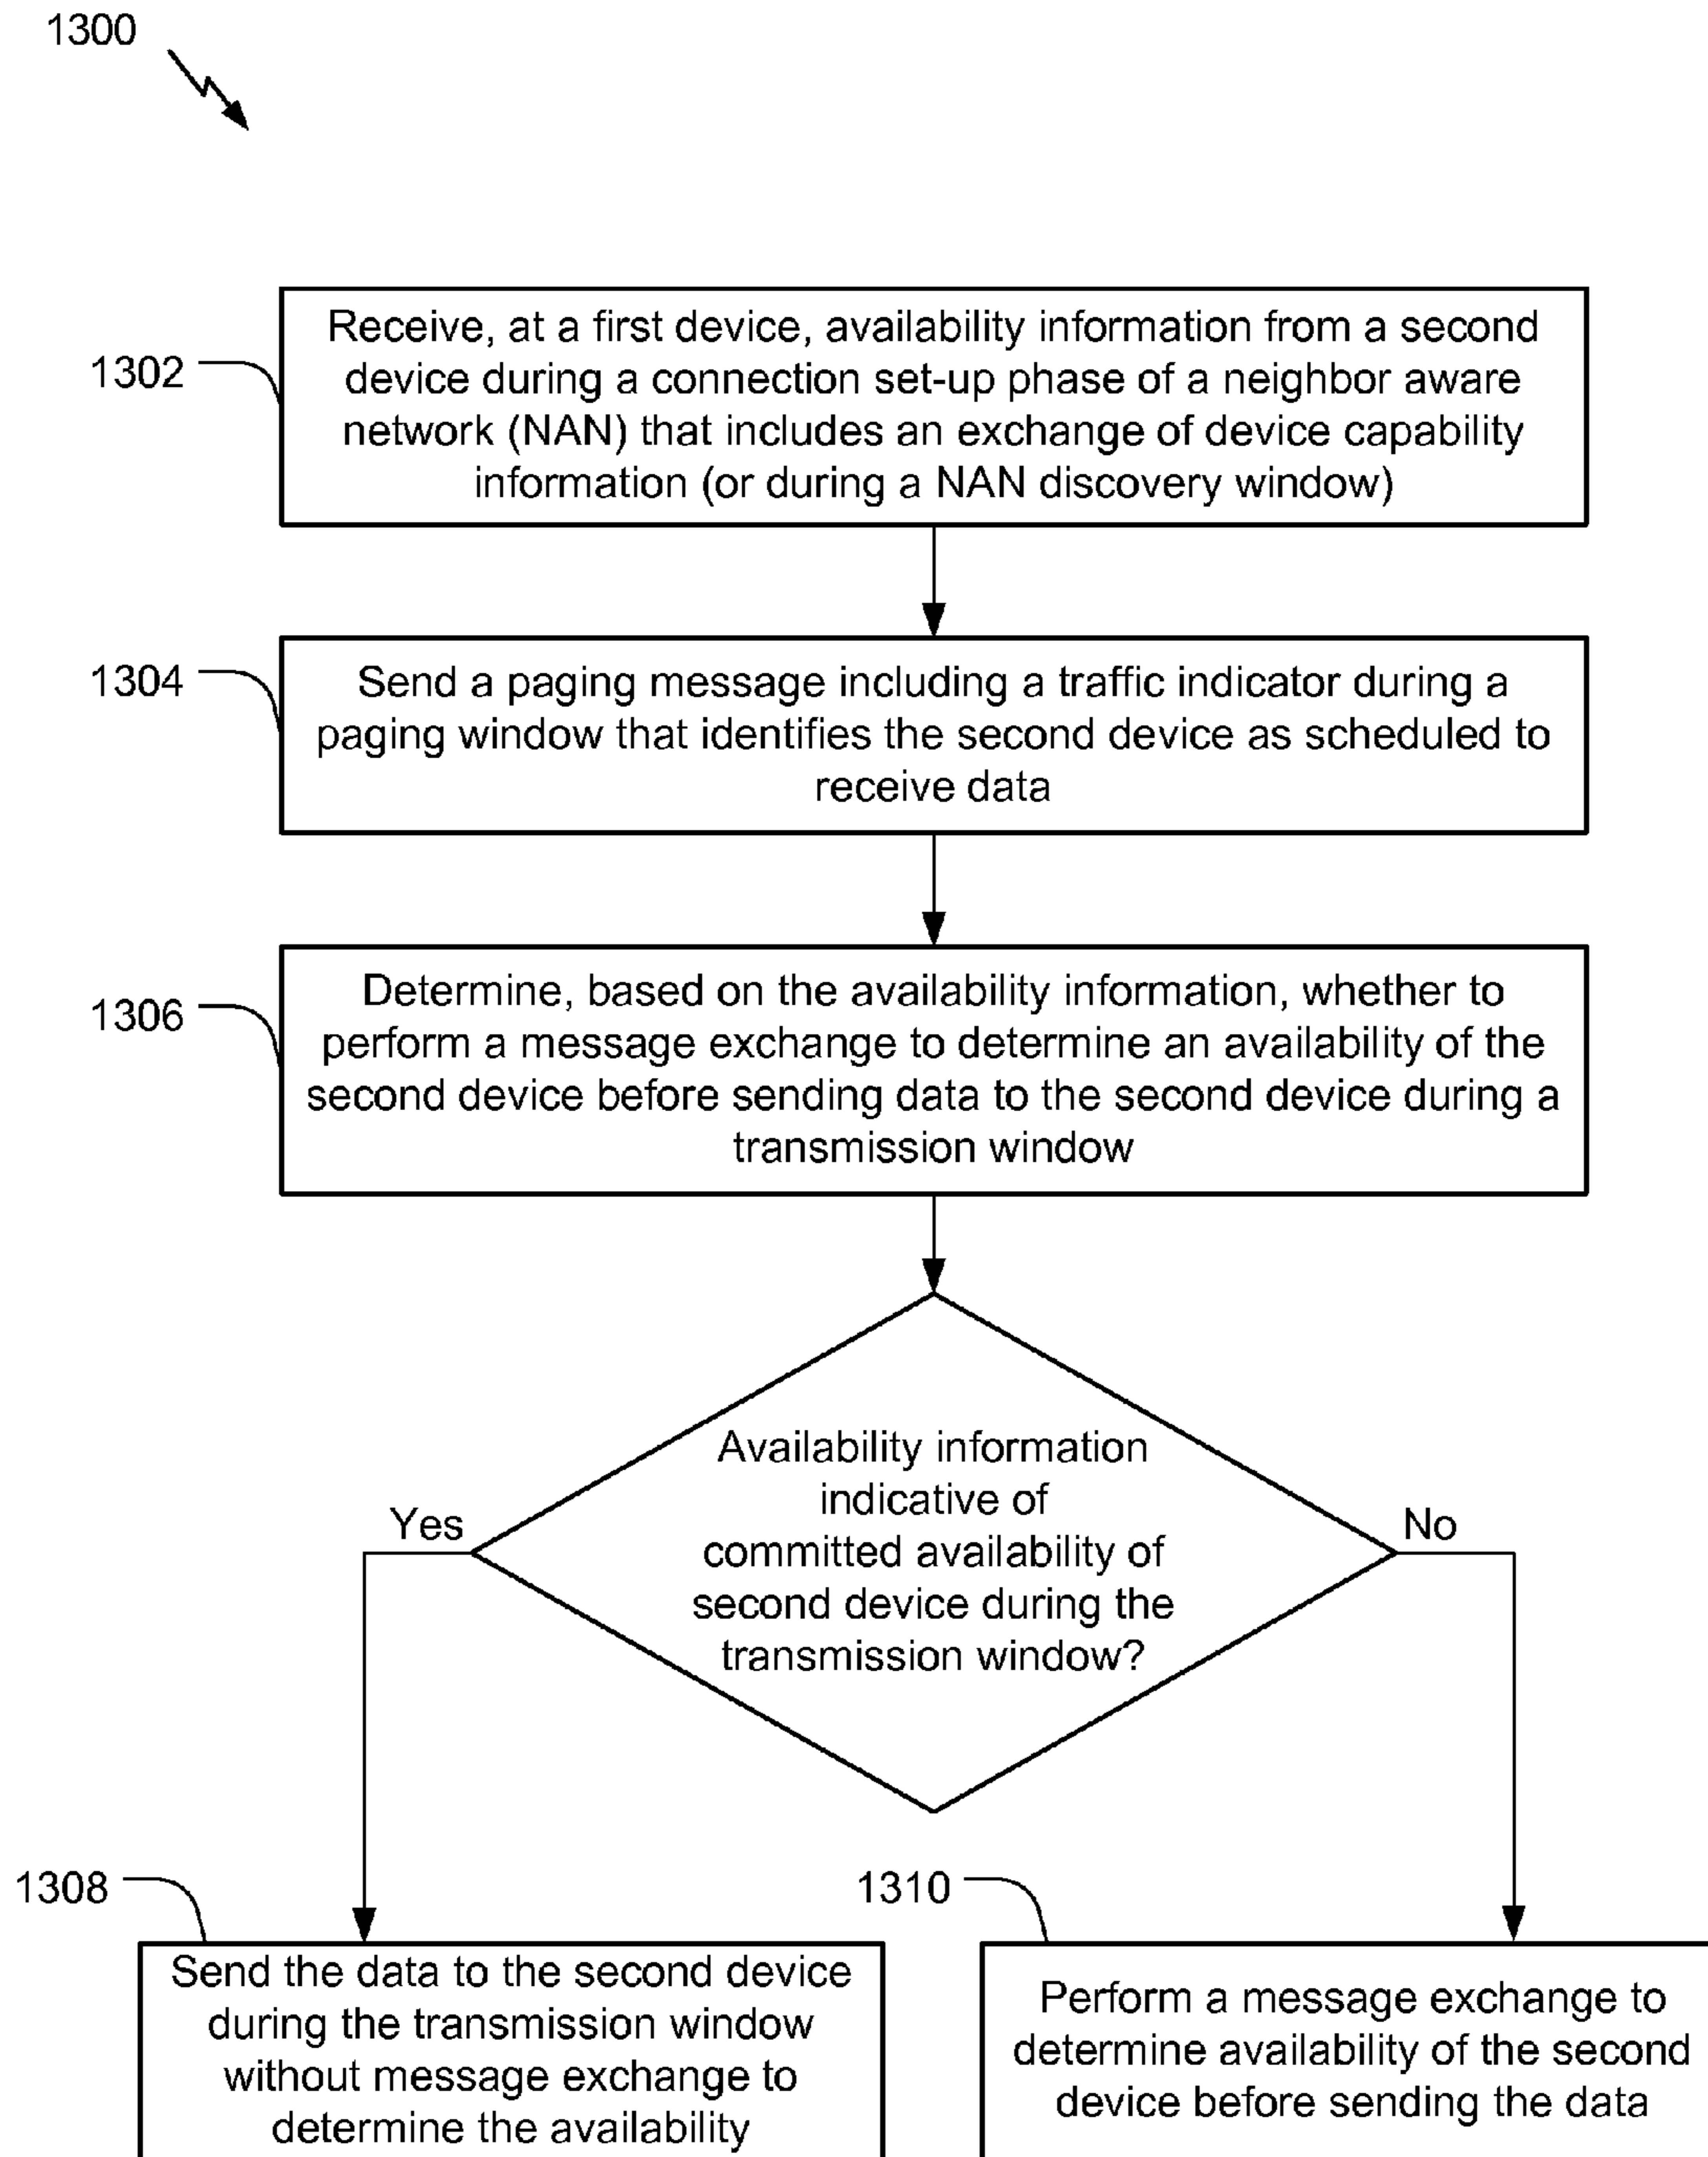 1300
1302
Receive, at a first device, availability information from a second
device during a connection set-up phase of a neighbor aware
network (NAN) that includes an exchange of device capability
information (or during a NAN discovery window)
1304
Send a paging message including a traffic indicator during a
paging window that identifies the second device as scheduled to
receive data
1306
Determine, based on the availability information, whether to
perform a message exchange to determine an availability of the
second device before sending data to the second device during a
transmission window
Availability information
indicative of
committed availability of
second device during the
transmission window?
Yes
No
1308
Send the data to the second device
during the transmission window
without message exchange to
determine the availability
1310
Perform a message exchange to
determine availability of the second
device before sending the data